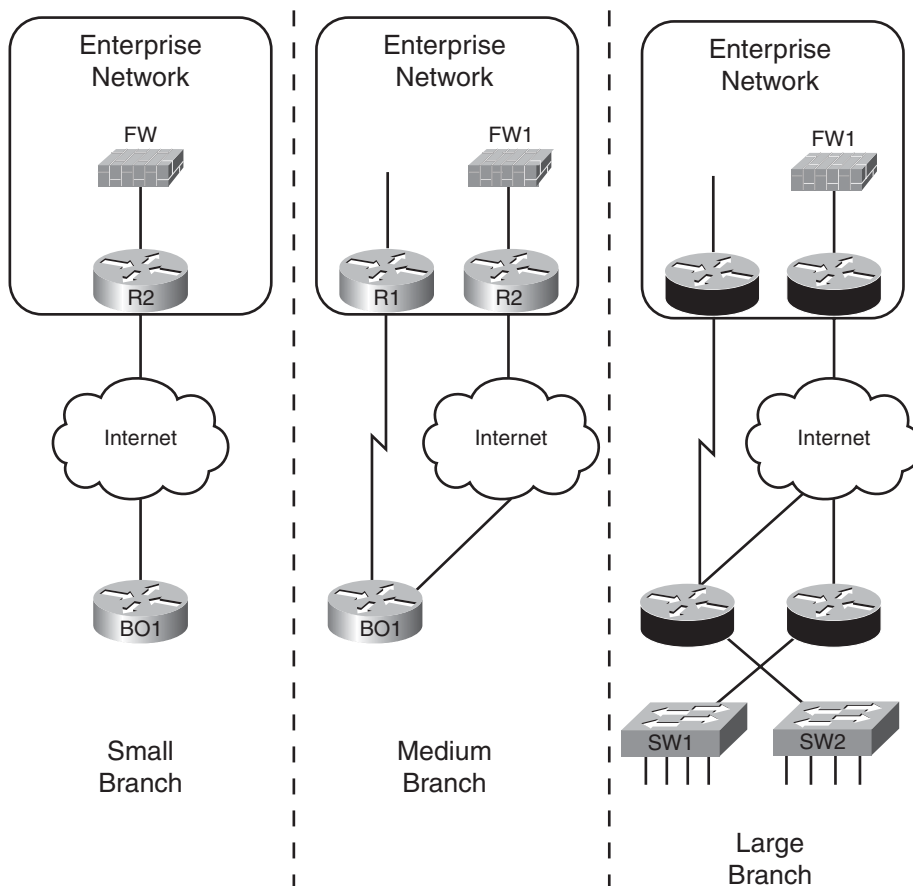 Enterprise
Network
FW
R2
Internet
BO1
Small
Branch
Enterprise
Network
FW1
R1
R2
Internet
BO1
Medium
Branch
Enterprise
Network
FW1
Internet
SW1
SW2
Large
Branch